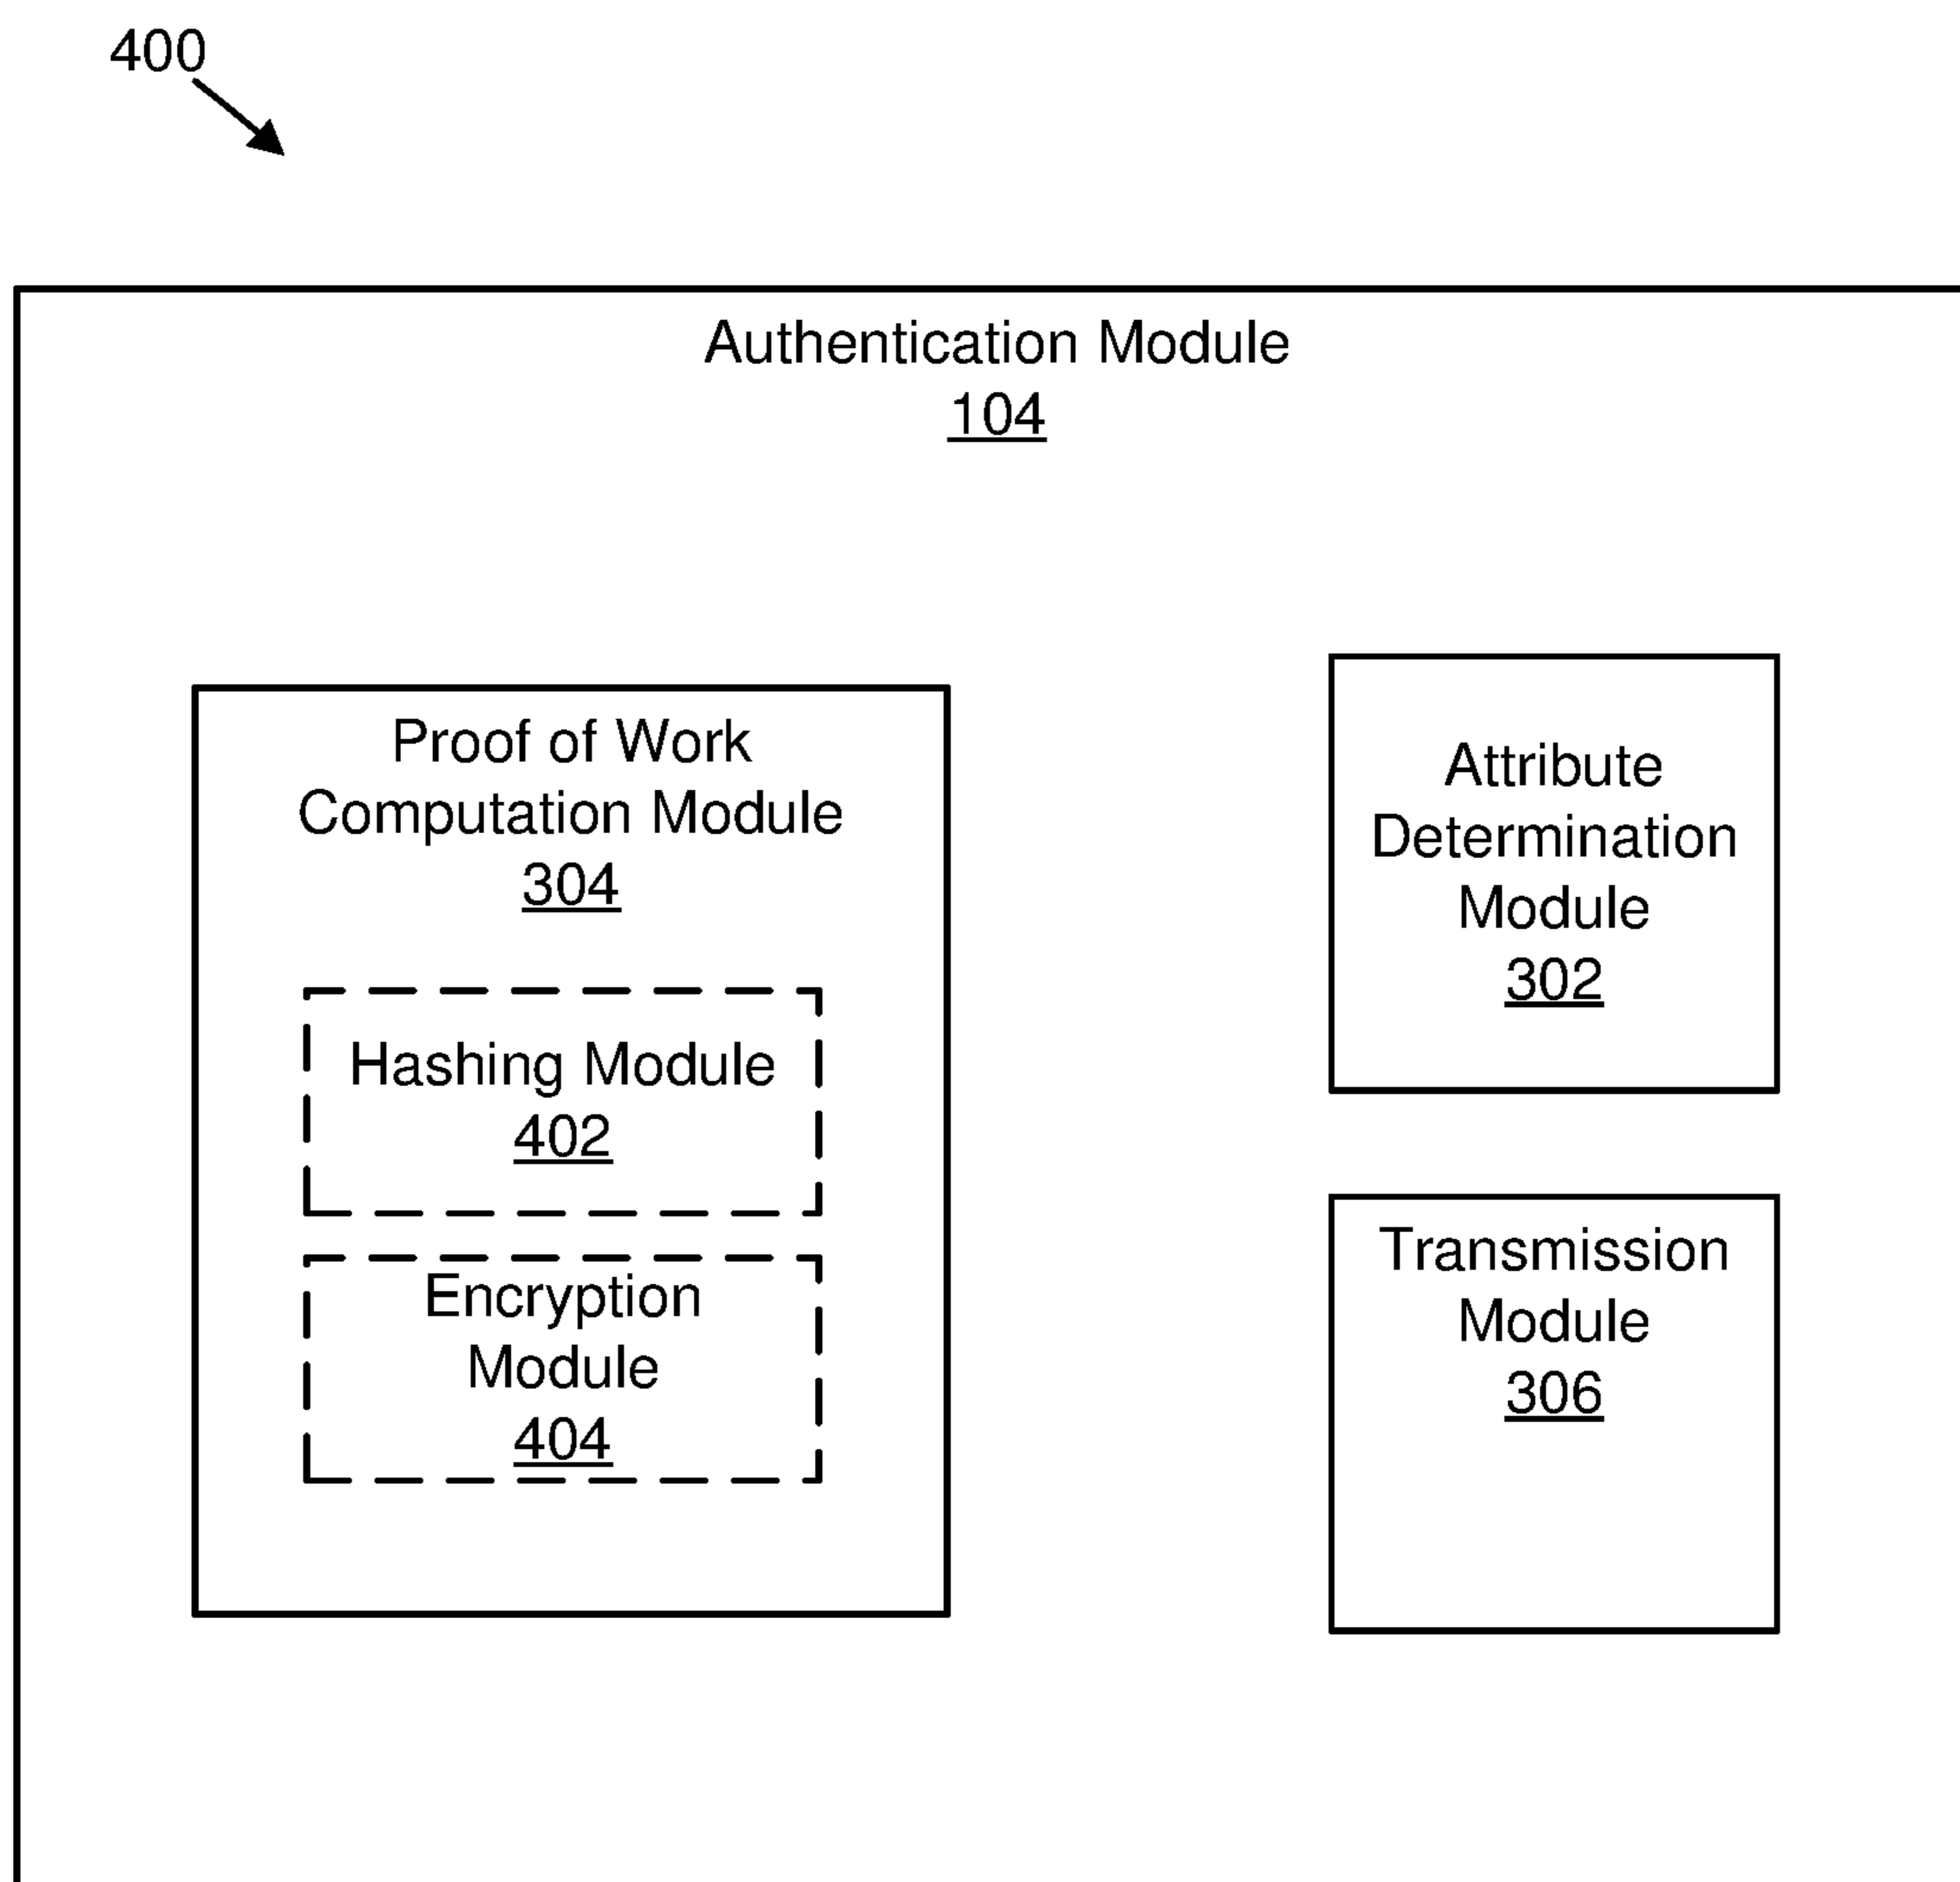 400
Authentication Module
104
Proof of Work
Computation Module
304
Hashing Module
402
Encryption
Module
404
Attribute
Determination
Module
302
Transmission
Module
306